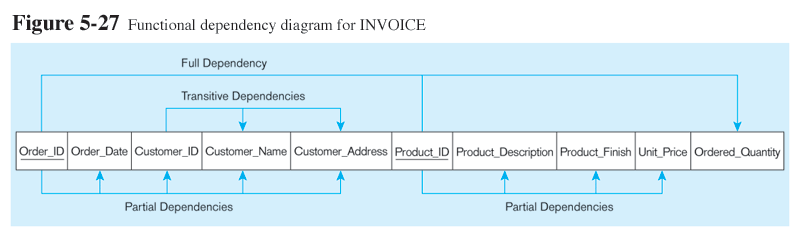 Figure 5-27 Functional dependency diagram for INVOICE
Full Dependency
Transitive Dependencies
Order_ID Order_Date Customer_ID Customer_Name Customer_Address Product_ID Product_Description Product_Finish Unit_Price Ordered_Quantity
Partial Dependencies Partial Dependencies